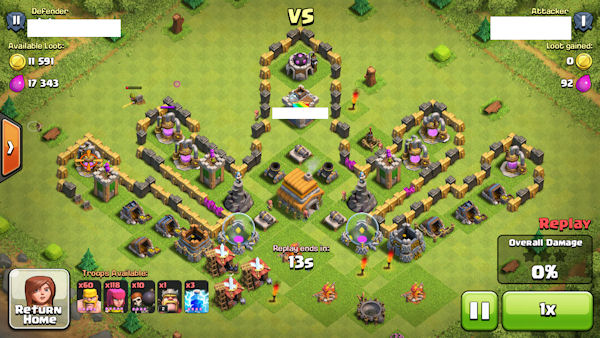 Defender
VS
Attacker
Available Loot:
11 591
17 343
Loot gained:
0
92
Replay
Overall Damage
0%
Replay ends in:
13s
Troops Available:
x60
x118
x10
x1
x3
Return
Home
1x